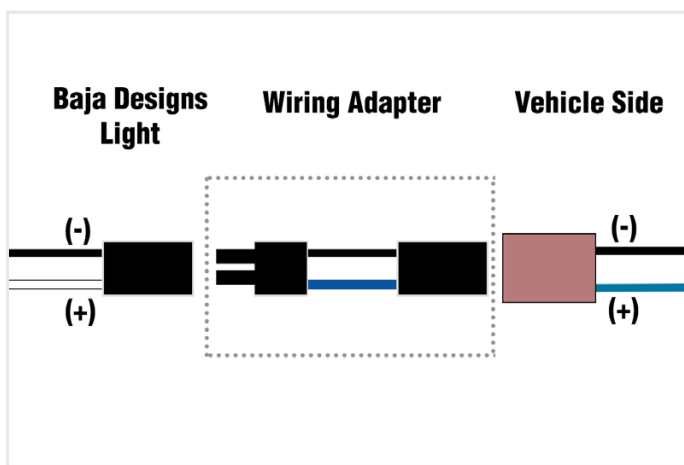 Baja Designs
Light
Wiring Adapter
Vehicle Side
(-)
(+)
(-)
(+)